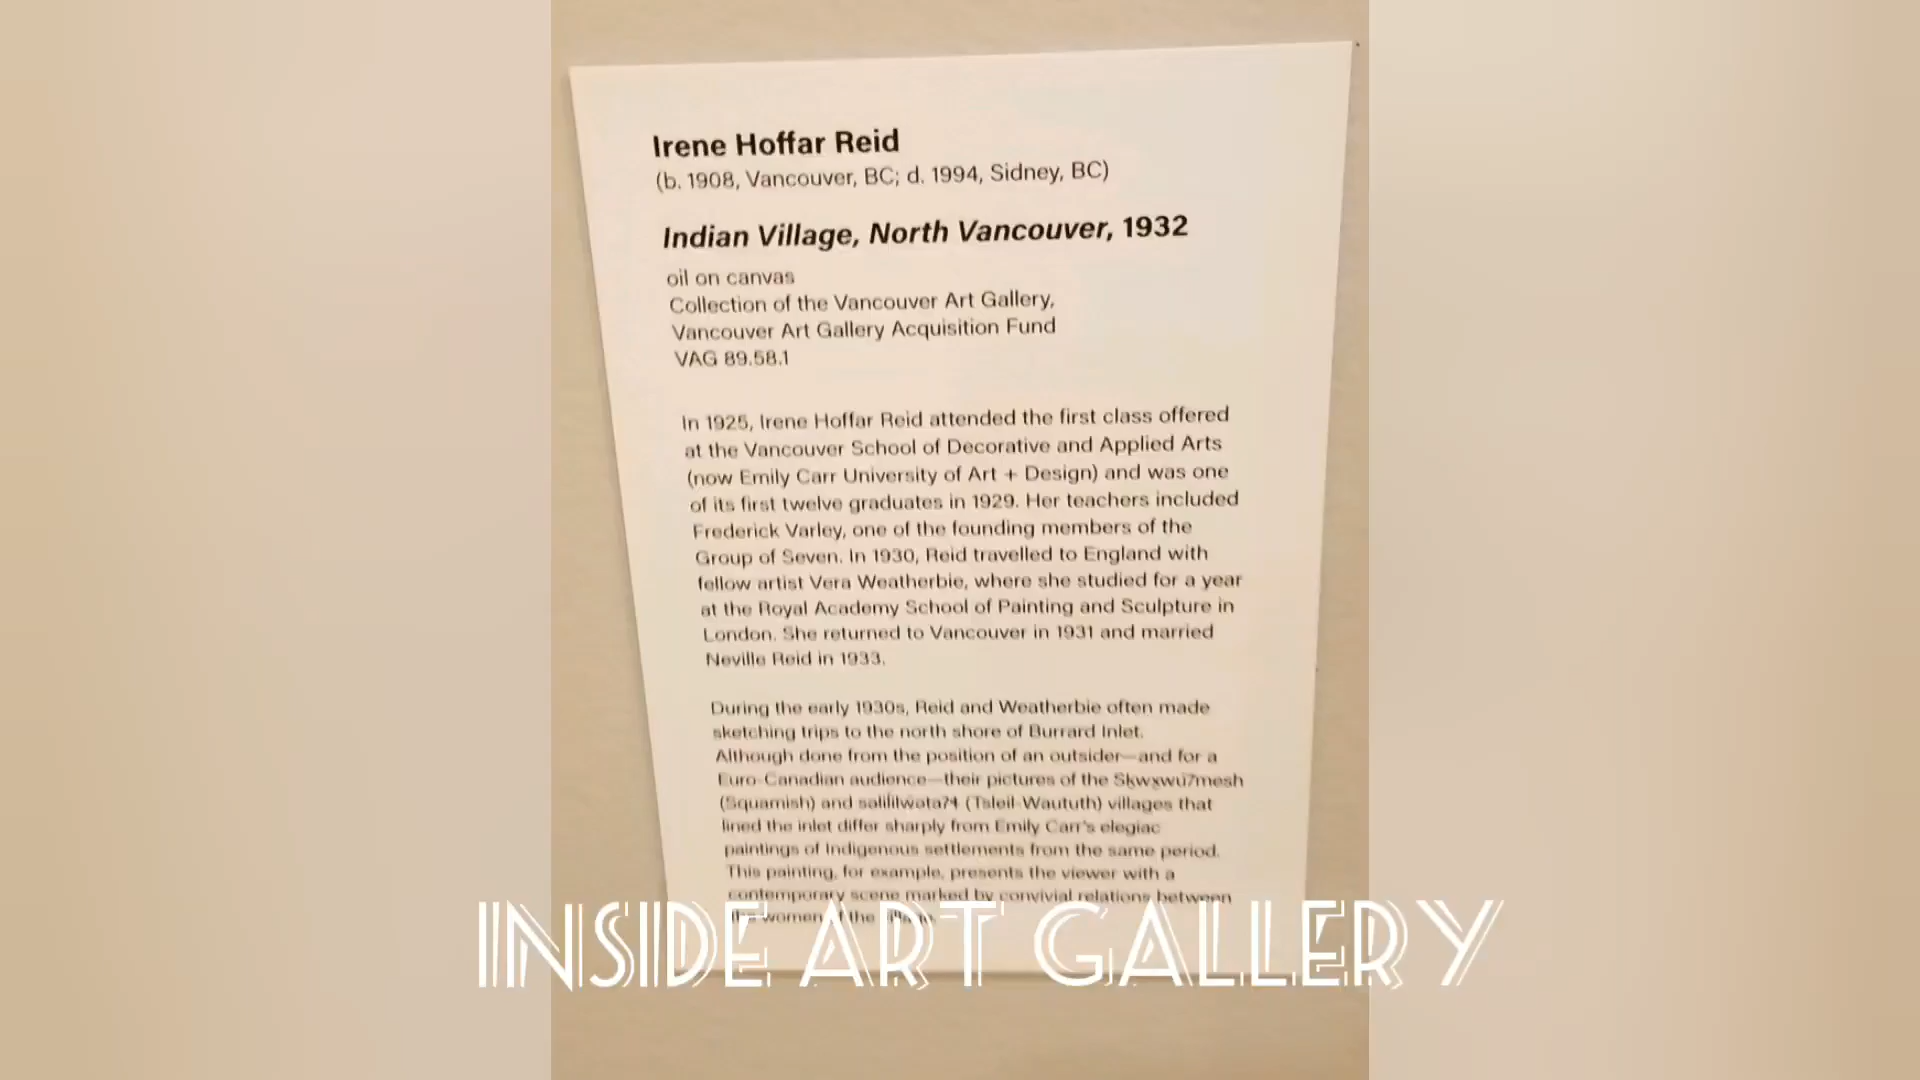 Irene Hoffar Reid
(b. 1908, Vancouver, BC; d. 1994, Sidney, BC)
Indian Village, North Vancouver, 1932
oil on canvas
Collection of the Vancouver Art Gallery,
Vancouver Art Gallery Acquisition Fund
VAG 89.58.1
In 1925, Irene Hoffar Reid attended the first class offered
at the Vancouver School of Decorative and Applied Arts
(now Emily Carr University of Art + Design) and was one
of its first twelve graduates in 1929. Her teachers included
Frederick Varley, one of the founding members of the
Group of Seven. In 1930, Reid travelled to England with
fellow artist Vera Weatherbie, where she studied for a year
at the Royal Academy School of Painting and Sculpture in
London. She returned to Vancouver in 1931 and married
Neville Reid in 1933.
During the early 1930s, Reid and Weatherbie often made
sketching trips to the north shore of Burrard Inlet.
Although done from the position of an outsider—and for a
Euro-Canadian audience—their pictures of the Sḵwx̱wú7mesh
(Squamish) and (Tsleil-Waututh) villages that
lined the inlet differ sharply from Emily Carr's elegiac
paintings of Indigenous settlements from the same period.
This painting, for example, presents the viewer with a
contemporary scene marked by convivial relations between
the women of the village.
INSIDE ART GALLERY